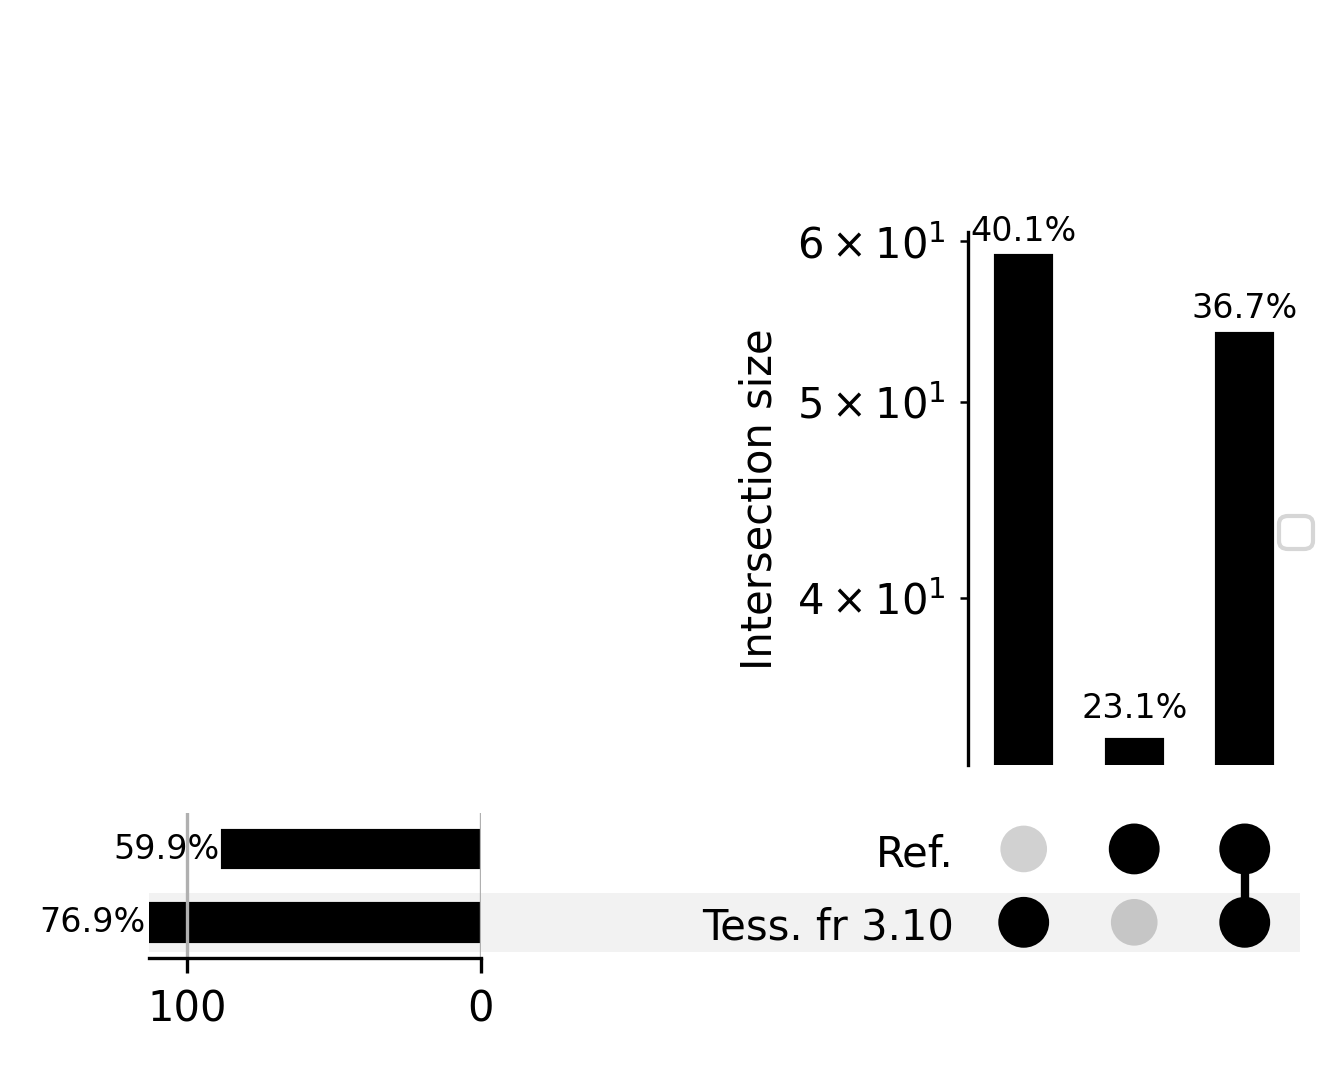 40.1%
6 × 10¹
36.7%
5 × 10¹
Intersection size
4 × 10¹
23.1%
59.9%
Ref.
76.9%
Tess. fr 3.10
100
0